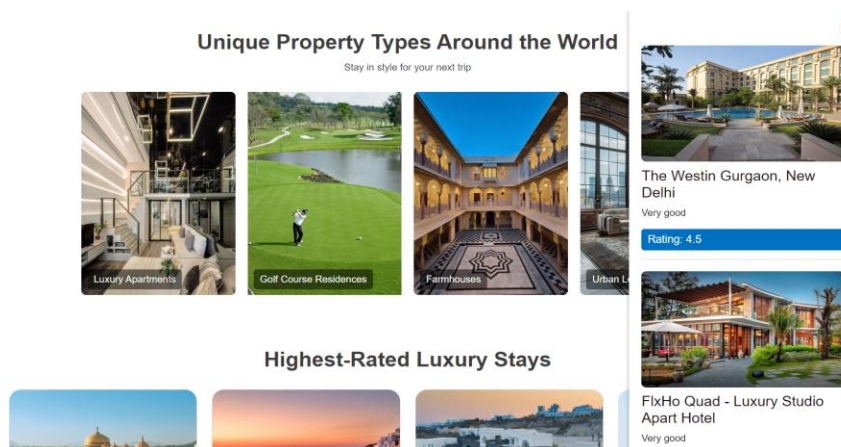 Unique Property Types Around the World
Stay in style for your next trip
Luxury Apartments
Golf Course Residences
Farmhouses
Urban
Highest-Rated Luxury Stays
The Westin Gurgaon, New
Delhi
Very good
Rating: 4.5
FlxHo Quad - Luxury Studio
Apart Hotel
Very good